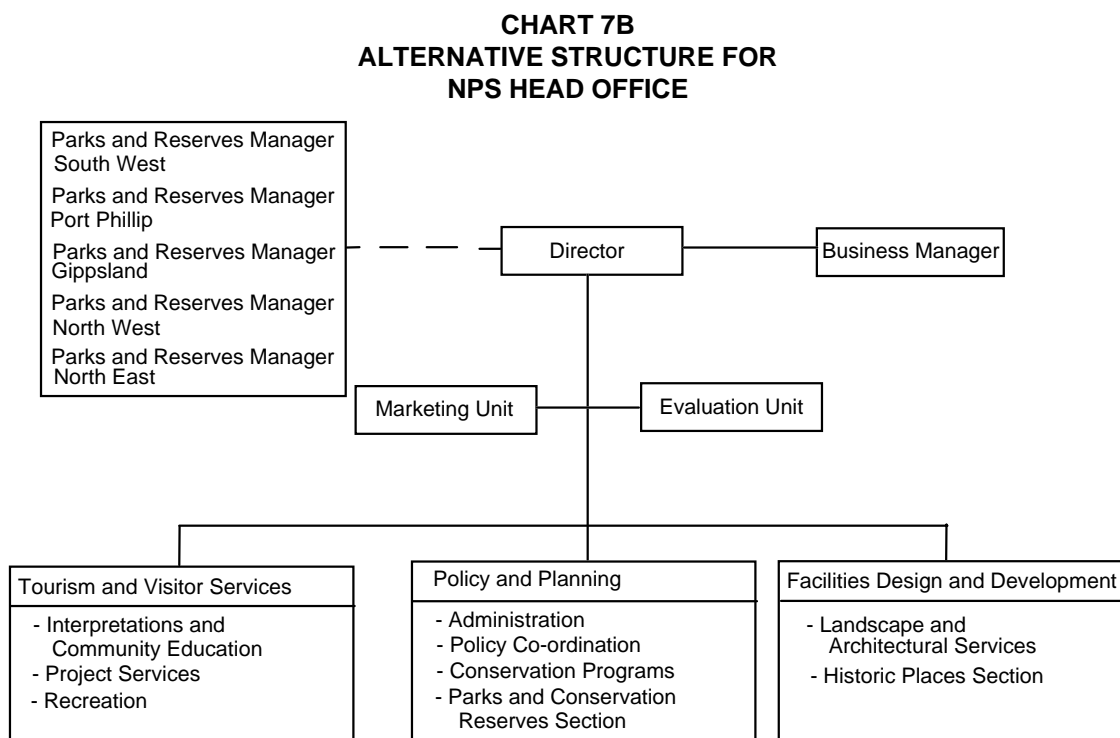 CHART 7B
ALTERNATIVE STRUCTURE FOR
NPS HEAD OFFICE
Parks and Reserves Manager
South West
Parks and Reserves Manager
Port Phillip
Parks and Reserves Manager
Gippsland
Parks and Reserves Manager
North West
Parks and Reserves Manager
North East
Director
Business Manager
Marketing Unit
Evaluation Unit
Tourism and Visitor Services
- Interpretations and
Community Education
- Project Services
- Recreation
Policy and Planning
- Administration
- Policy Co-ordination
- Conservation Programs
- Parks and Conservation
Reserves Section
Facilities Design and Development
- Landscape and
Architectural Services
- Historic Places Section